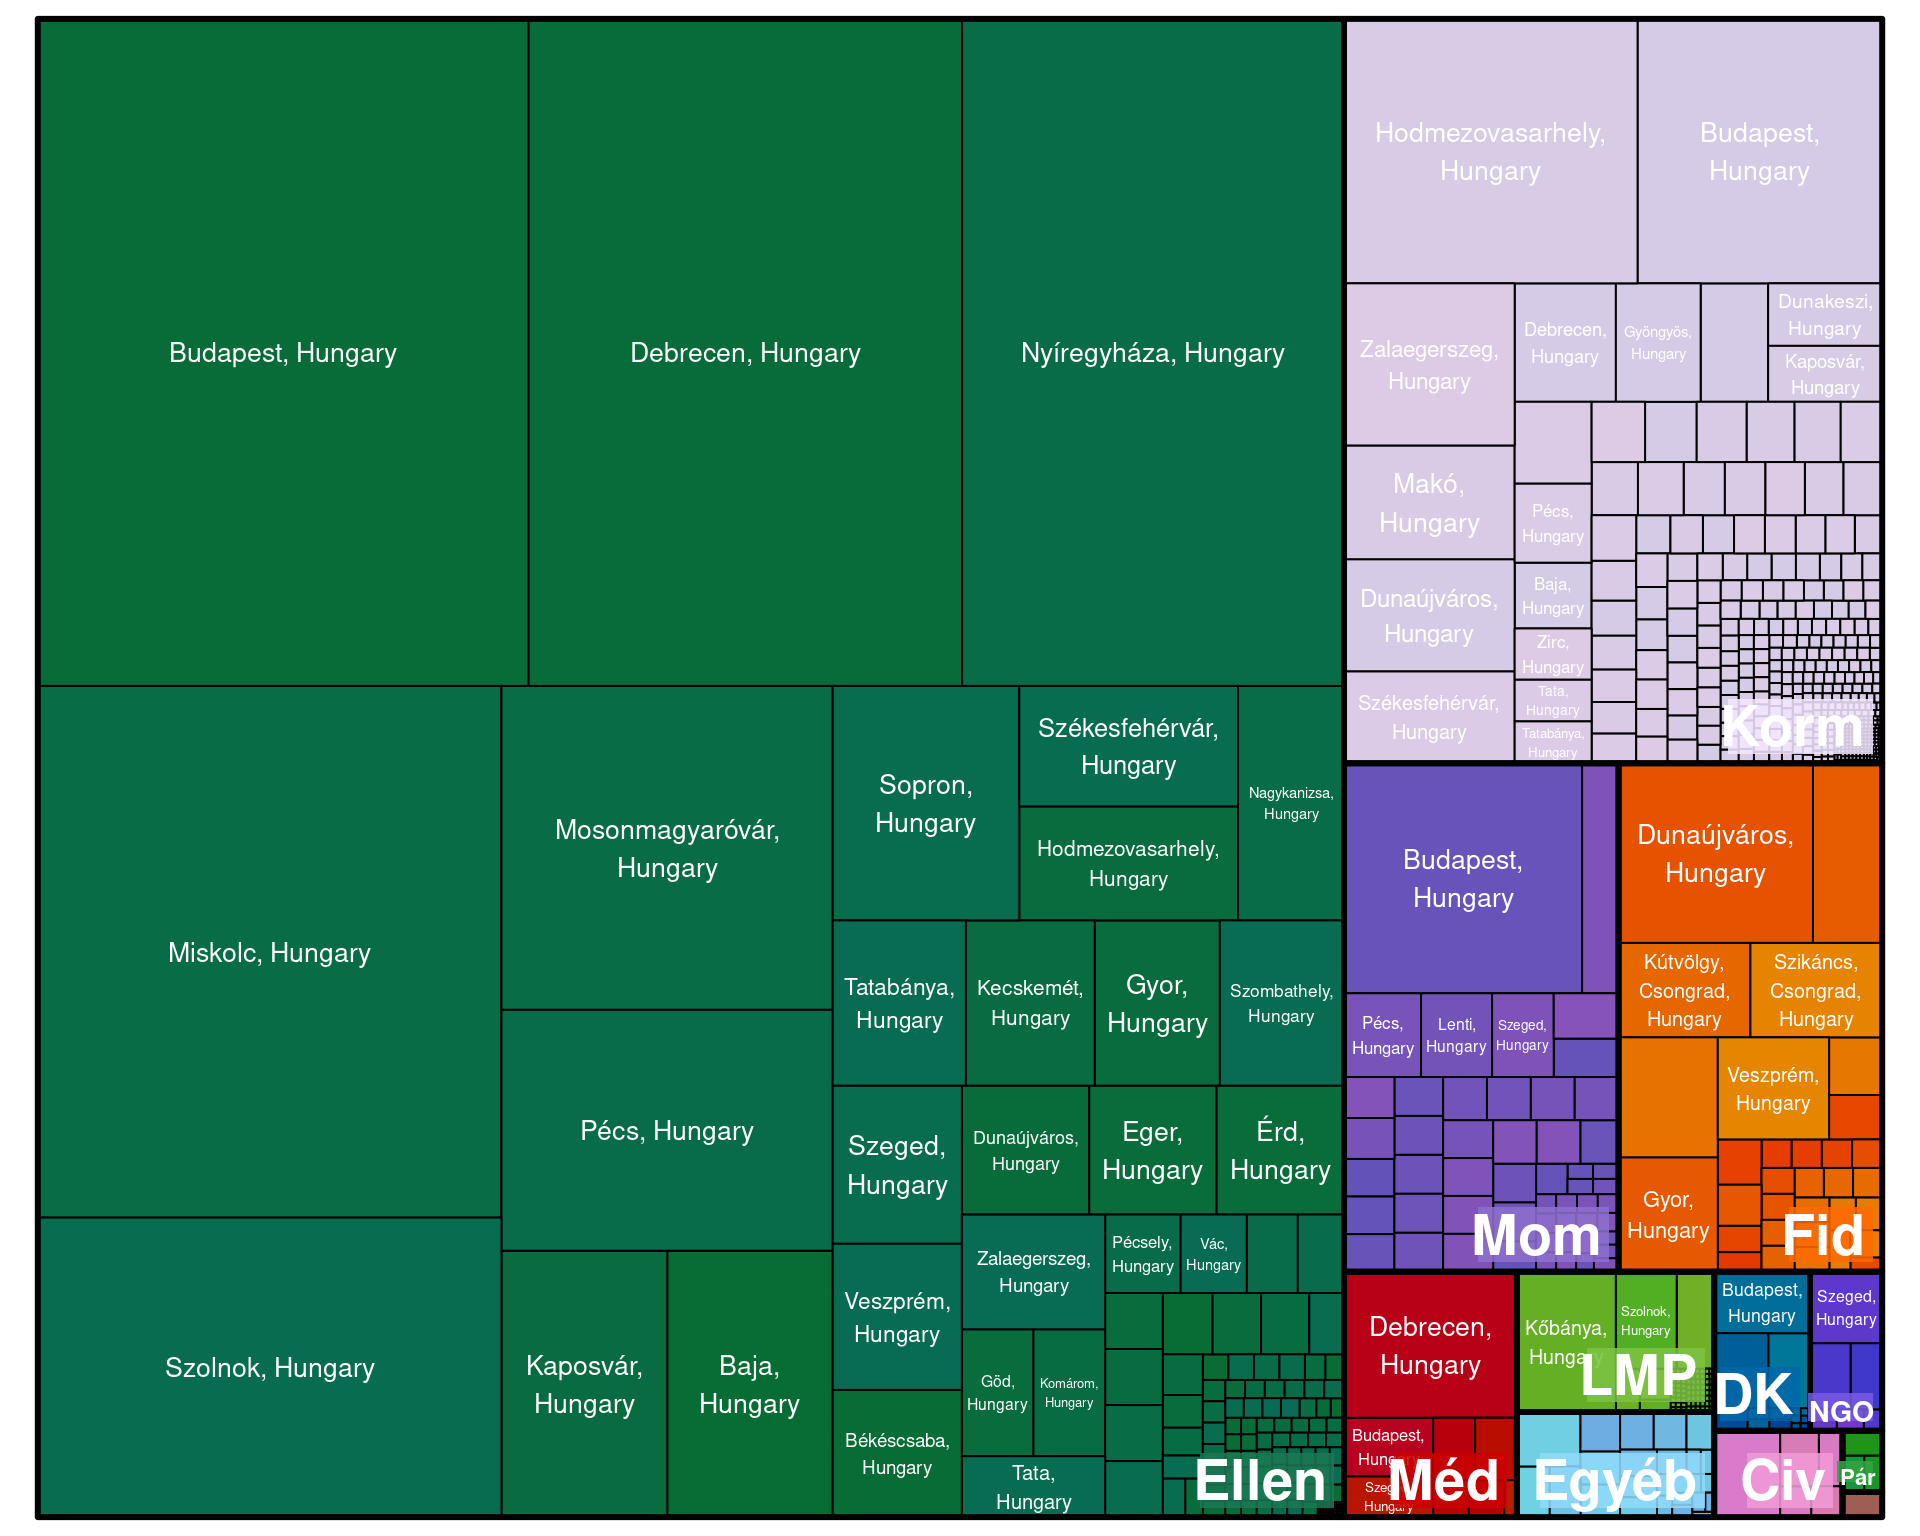 Budapest, Hungary
Debrecen, Hungary
Nyíregyháza, Hungary
Miskolc, Hungary
Szolnok, Hungary
Mosonmagyaróvár,
Hungary
Pécs, Hungary
Kaposvár,
Hungary
Baja,
Hungary
Sopron,
Hungary
Székesfehérvár,
Hungary
Hodmezovasarhely,
Hungary
Nagykanizsa,
Hungary
Tatabánya,
Hungary
Kecskemét,
Hungary
Gyor,
Hungary
Szombathely,
Hungary
Szeged,
Hungary
Dunaújváros,
Hungary
Eger,
Hungary
Érd,
Hungary
Veszprém,
Hungary
Békéscsaba,
Hungary
Zalaegerszeg,
Hungary
Pécsely,
Hungary
Vác,
Hungary
Göd,
Hungary
Komárom,
Hungary
Tata,
Hungary
Ellen
Hodmezovasarhely,
Hungary
Budapest,
Hungary
Zalaegerszeg,
Hungary
Debrecen,
Hungary
Gyöngyös,
Hungary
Dunakeszi,
Hungary
Kaposvár,
Hungary
Makó,
Hungary
Pécs,
Hungary
Dunaújváros,
Hungary
Baja,
Hungary
Zirc,
Hungary
Székesfehérvár,
Hungary
Tata,
Hungary
Tatabánya,
Hungary
Korm
Budapest,
Hungary
Pécs,
Hungary
Lenti,
Hungary
Szeged,
Hungary
Mom
Dunaújváros,
Hungary
Kútvölgy,
Csongrad,
Hungary
Szikáncs,
Csongrad,
Hungary
Veszprém,
Hungary
Gyor,
Hungary
Fid
Debrecen,
Hungary
Budapest,
Hungary
Szeged,
Hungary
Méd
Kőbánya,
Hungary
Szolnok,
Hungary
LMP
Budapest,
Hungary
DK
Szeged,
Hungary
NGO
Egyéb
Civ
Pár